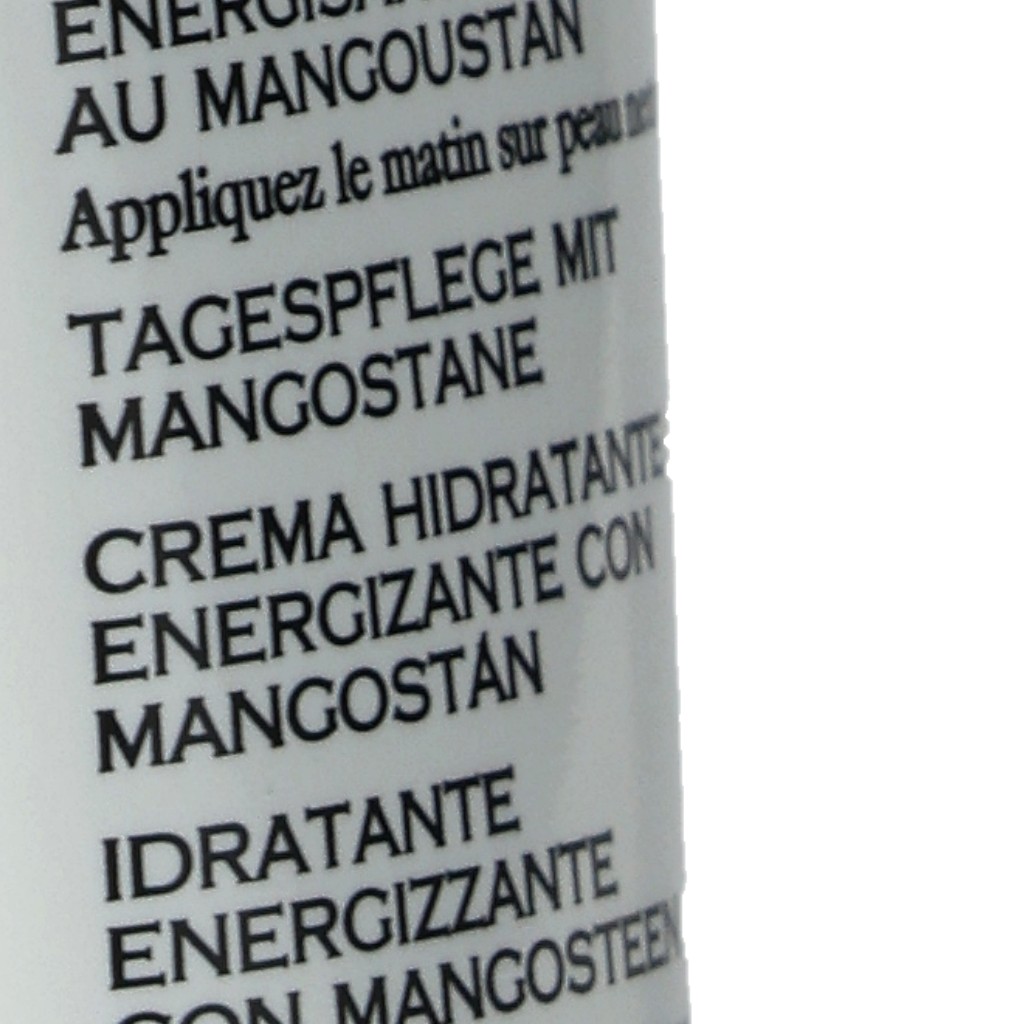 AU MANGOUSTAN
Appliquez le matin sur peau
TAGESPFLEGE MIT
MANGOSTANE
CREMA HIDRATANTE
ENERGIZANTE CON
MANGOSTÁN
IDRATANTE
ENERGIZZANTE
CON MANGOSTEEN